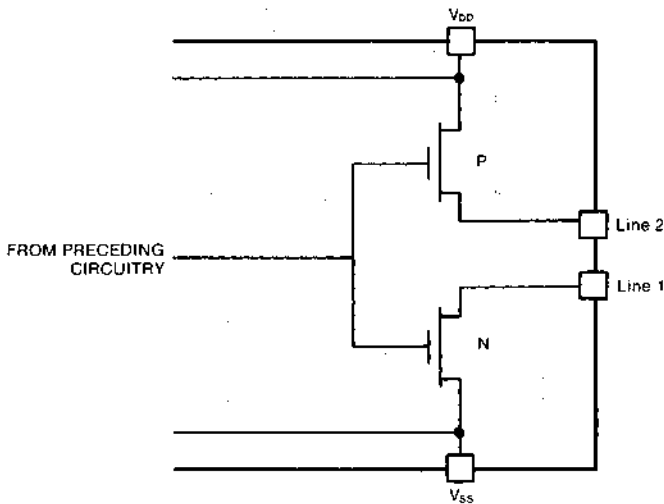 VDD
P
Line 2
FROM PRECEDING
CIRCUITRY
Line 1
N
VSS